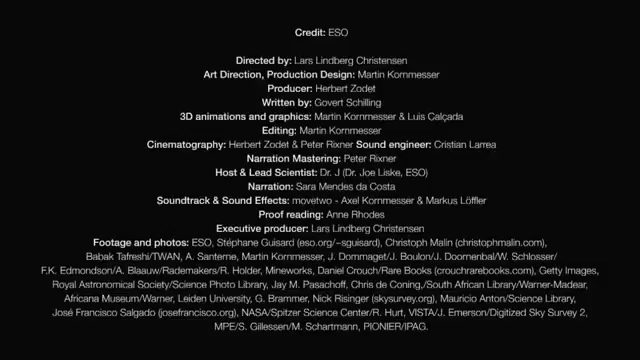 Credit: ESO
Directed by: Lars Lindberg Christensen
Art Direction, Production Design: Martin Kornmesser
Producer: Herbert Zodet
Written by: Govert Schilling
3D animations and graphics: Martin Kornmesser & Luis Calçada
Editing: Martin Kornmesser
Cinematography: Herbert Zodet & Peter Rixner Sound engineer: Cristian Larrea
Narration Mastering: Peter Rixner
Host & Lead Scientist: Dr. J (Dr. Joe Liske, ESO)
Narration: Sara Mendes da Costa
Soundtrack & Sound Effects: movetwo - Axel Kornmesser & Markus Löffler
Proof reading: Anne Rhodes
Executive producer: Lars Lindberg Christensen
Footage and photos: ESO, Stéphane Guisard (eso.org/~sguisard), Christoph Malin (christophmalin.com),
Babak Tafreshi/TWAN, A. Santerne, Martin Kornmesser, J. Dommaget/J. Boulon/J. Doornenbal/W. Schlosser/
F.K. Edmondson/A. Blaauw/Rademakers/R. Holder, Mineworks, Daniel Crouch/Rare Books (crouchrarebooks.com), Getty Images,
Royal Astronomical Society/Science Photo Library, Jay M. Pasachoff, Chris de Coning,/South African Library/Warner-Madear,
Africana Museum/Warner, Leiden University, G. Brammer, Nick Risinger (skysurvey.org), Mauricio Anton/Science Library,
José Francisco Salgado (josefrancisco.org), NASA/Spitzer Science Center/R. Hurt, VISTA/J. Emerson/Digitized Sky Survey 2,
MPE/S. Gillessen/M. Schartmann, PIONIER/IPAG.